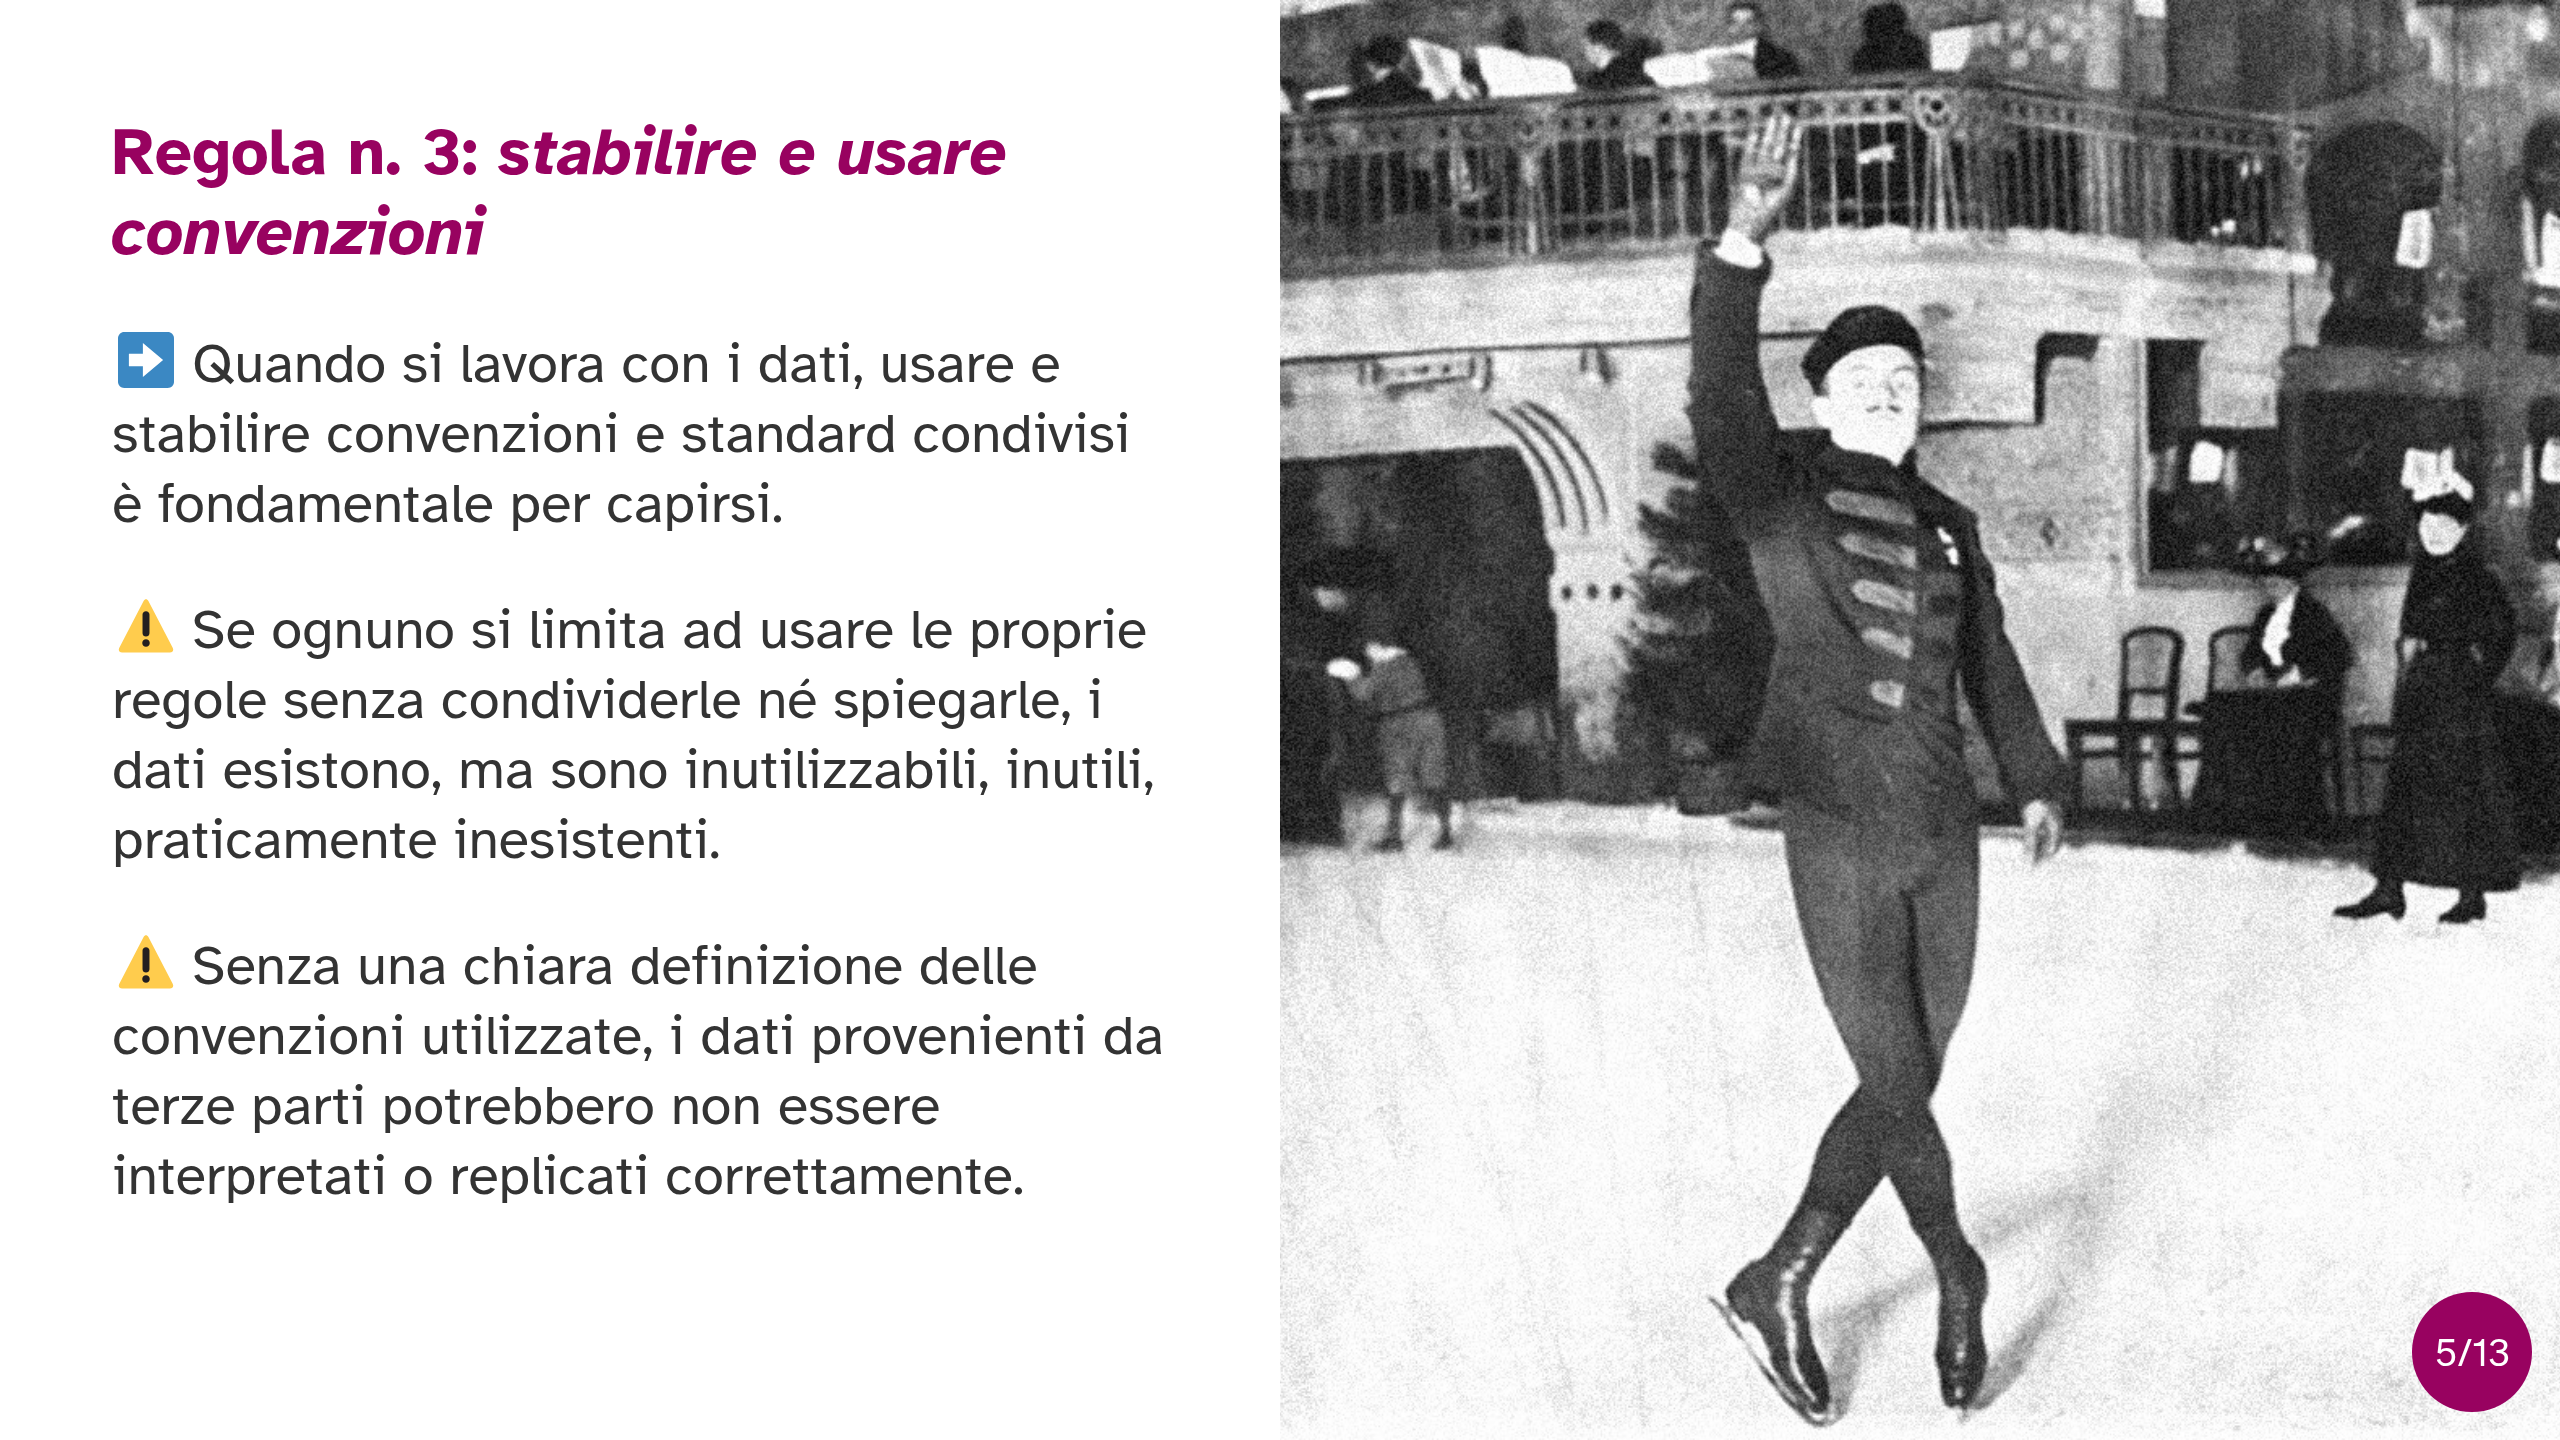 Regola n. 3: stabilire e usare
convenzioni
➡️ Quando si lavora con i dati, usare e
stabilire convenzioni e standard condivisi
è fondamentale per capirsi.
⚠️ Se ognuno si limita ad usare le proprie
regole senza condividerle né spiegarle, i
dati esistono, ma sono inutilizzabili, inutili,
praticamente inesistenti.
⚠️ Senza una chiara definizione delle
convenzioni utilizzate, i dati provenienti da
terze parti potrebbero non essere
interpretati o replicati correttamente.
5/13